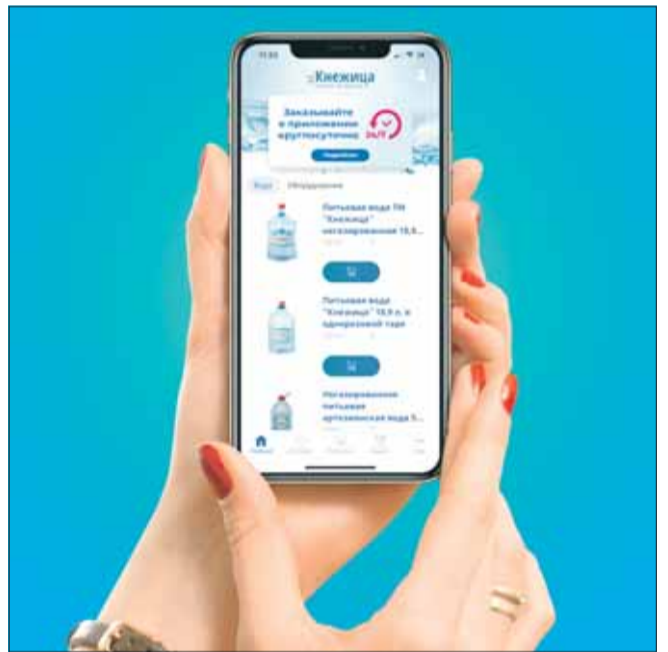 Кнежица
Заказывайте
в приложении
круглосуточно
24/7
Подробнее
Вода Оборудование
Питьевая вода ТМ
"Кнежица"
негазированная 18,9...
Питьевая вода
"Кнежица" 18,9 л. в
одноразовой таре
Негазированная
питьевая
артезианская вода 5...